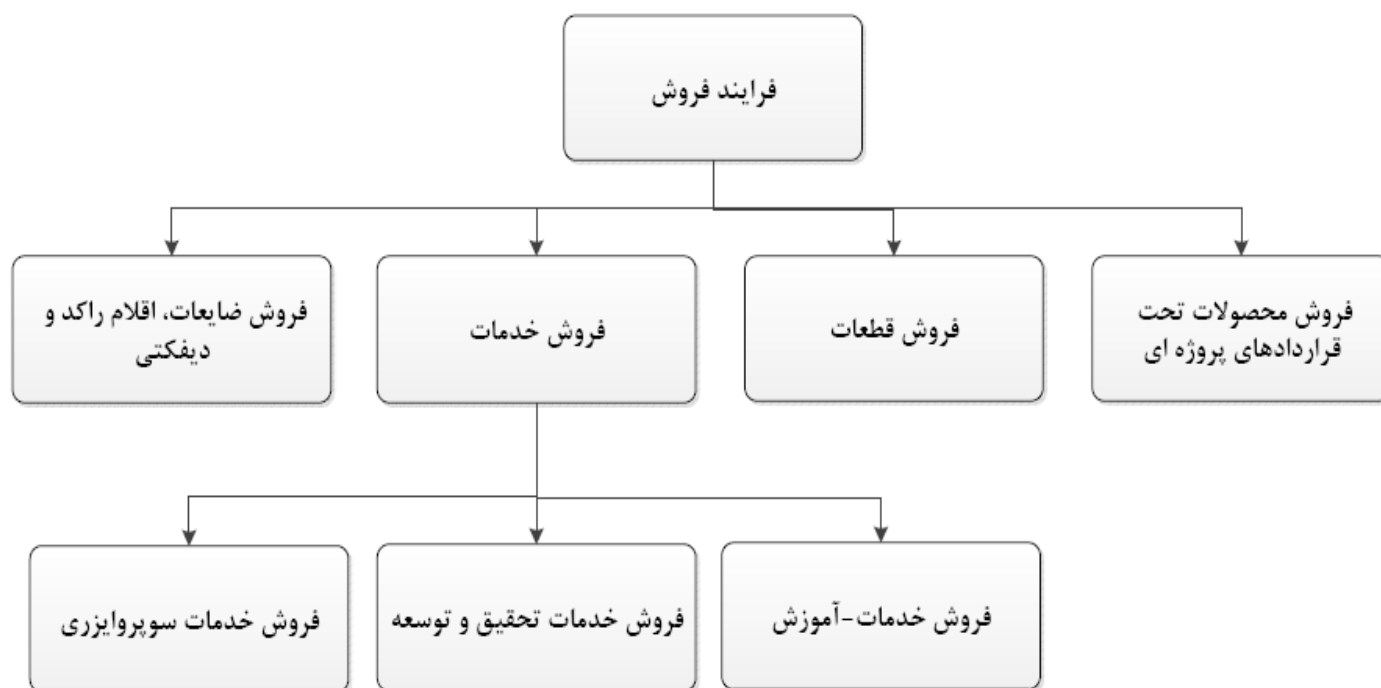 فرایند فروش
فروش محصولات تحت
قراردادهای پروژه ای
فروش قطعات
فروش خدمات
فروش ضایعات، اقلام راکد و
دیفکتی
فروش خدمات-آموزش
فروش خدمات تحقیق و توسعه
فروش خدمات سوپروایزری